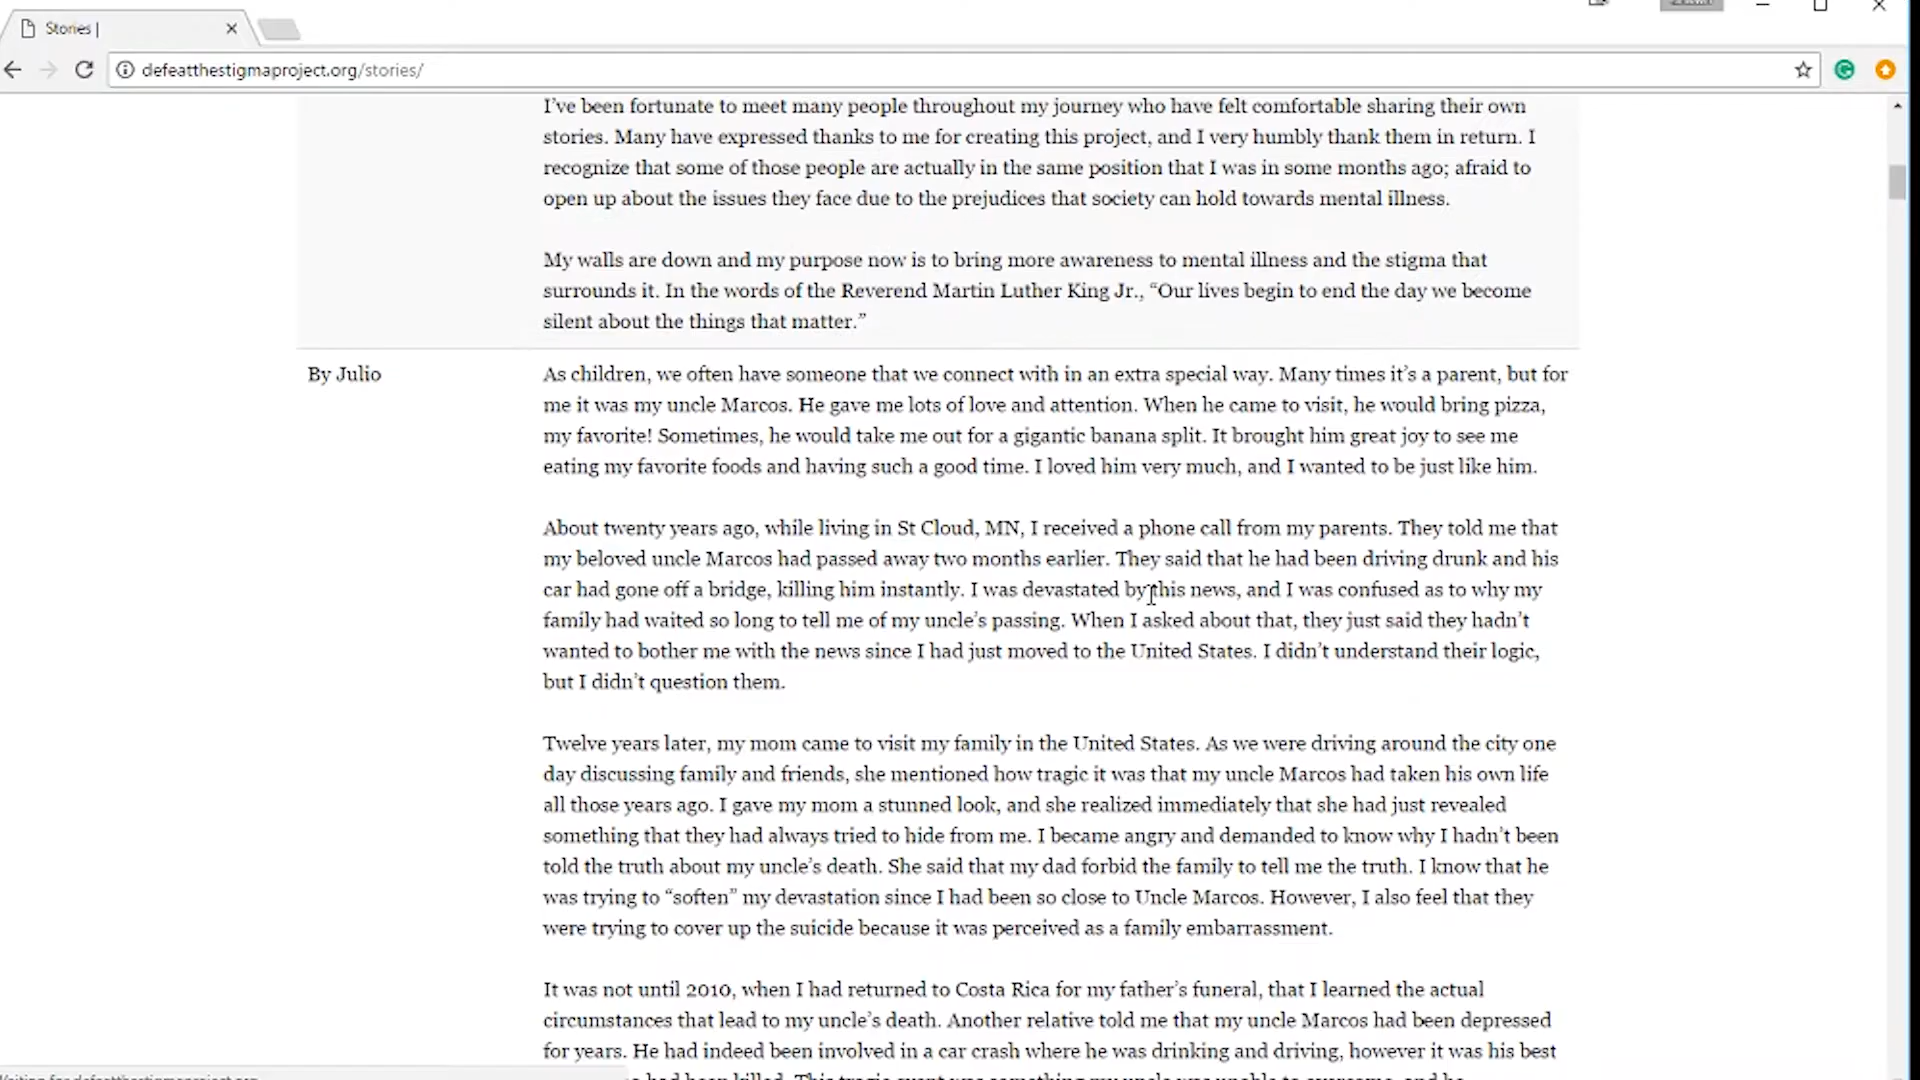 Stories |
defeatthestigmaproject.org/stories/
I've been fortunate to meet many people throughout my journey who have felt comfortable sharing their own
stories. Many have expressed thanks to me for creating this project, and I very humbly thank them in return. I
recognize that some of those people are actually in the same position that I was in some months ago; afraid to
open up about the issues they face due to the prejudices that society can hold towards mental illness.
My walls are down and my purpose now is to bring more awareness to mental illness and the stigma that
surrounds it. In the words of the Reverend Martin Luther King Jr., “Our lives begin to end the day we become
silent about the things that matter.”
By Julio
As children, we often have someone that we connect with in an extra special way. Many times it's a parent, but for
me it was my uncle Marcos. He gave me lots of love and attention. When he came to visit, he would bring pizza,
my favorite! Sometimes, he would take me out for a gigantic banana split. It brought him great joy to see me
eating my favorite foods and having such a good time. I loved him very much, and I wanted to be just like him.
About twenty years ago, while living in St Cloud, MN, I received a phone call from my parents. They told me that
my beloved uncle Marcos had passed away two months earlier. They said that he had been driving drunk and his
car had gone off a bridge, killing him instantly. I was devastated by this news, and I was confused as to why my
family had waited so long to tell me of my uncle's passing. When I asked about that, they just said they hadn't
wanted to bother me with the news since I had just moved to the United States. I didn't understand their logic,
but I didn't question them.
Twelve years later, my mom came to visit my family in the United States. As we were driving around the city one
day discussing family and friends, she mentioned how tragic it was that my uncle Marcos had taken his own life
all those years ago. I gave my mom a stunned look, and she realized immediately that she had just revealed
something that they had always tried to hide from me. I became angry and demanded to know why I hadn't been
told the truth about my uncle's death. She said that my dad forbid the family to tell me the truth. I know that he
was trying to “soften” my devastation since I had been so close to Uncle Marcos. However, I also feel that they
were trying to cover up the suicide because it was perceived as a family embarrassment.
It was not until 2010, when I had returned to Costa Rica for my father's funeral, that I learned the actual
circumstances that lead to my uncle's death. Another relative told me that my uncle Marcos had been depressed
for years. He had indeed been involved in a car crash where he was drinking and driving, however it was his best